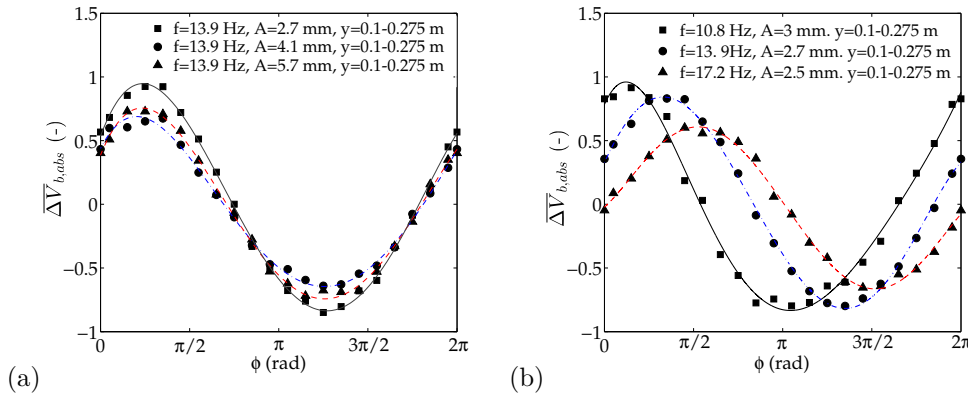 1.5
1
0.5
0
−0.5
−1
0
π/2
π
3π/2
2π
ϕ (rad)
ΔV̅b,abs (-)
f=13.9 Hz, A=2.7 mm, y=0.1-0.275 m
f=13.9 Hz, A=4.1 mm, y=0.1-0.275 m
f=13.9 Hz, A=5.7 mm, y=0.1-0.275 m
(a)
1.5
1
0.5
0
−0.5
−1
0
π/2
π
3π/2
2π
ϕ (rad)
ΔV̅b,abs (-)
f=10.8 Hz, A=3 mm. y=0.1-0.275 m
f=13. 9Hz, A=2.7 mm. y=0.1-0.275 m
f=17.2 Hz, A=2.5 mm. y=0.1-0.275 m
(b)